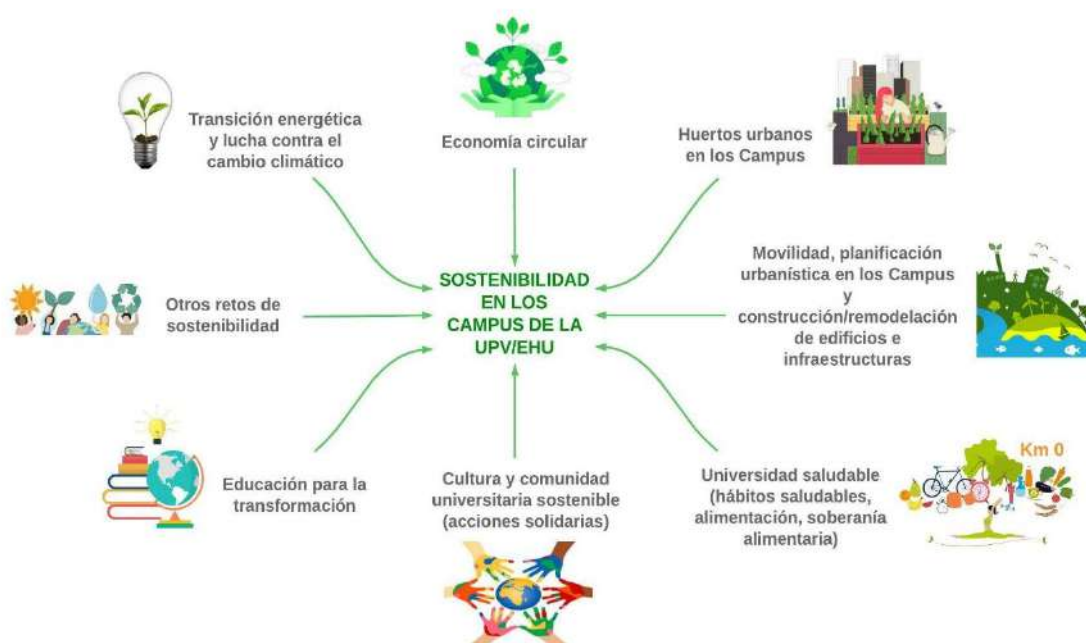 Transición energética
y lucha contra el
cambio climático
Economía circular
Huertos urbanos
en los Campus
SOSTENIBILIDAD
EN LOS
CAMPUS DE LA
UPV/EHU
Otros retos de
sostenibilidad
Movilidad, planificación
urbanística en los Campus
y
construcción/remodelación
de edificios e
infraestructuras
Educación para la
transformación
Cultura y comunidad
universitaria sostenible
(acciones solidarias)
Universidad saludable
(hábitos saludables,
alimentación, soberanía
alimentaria)
Km 0